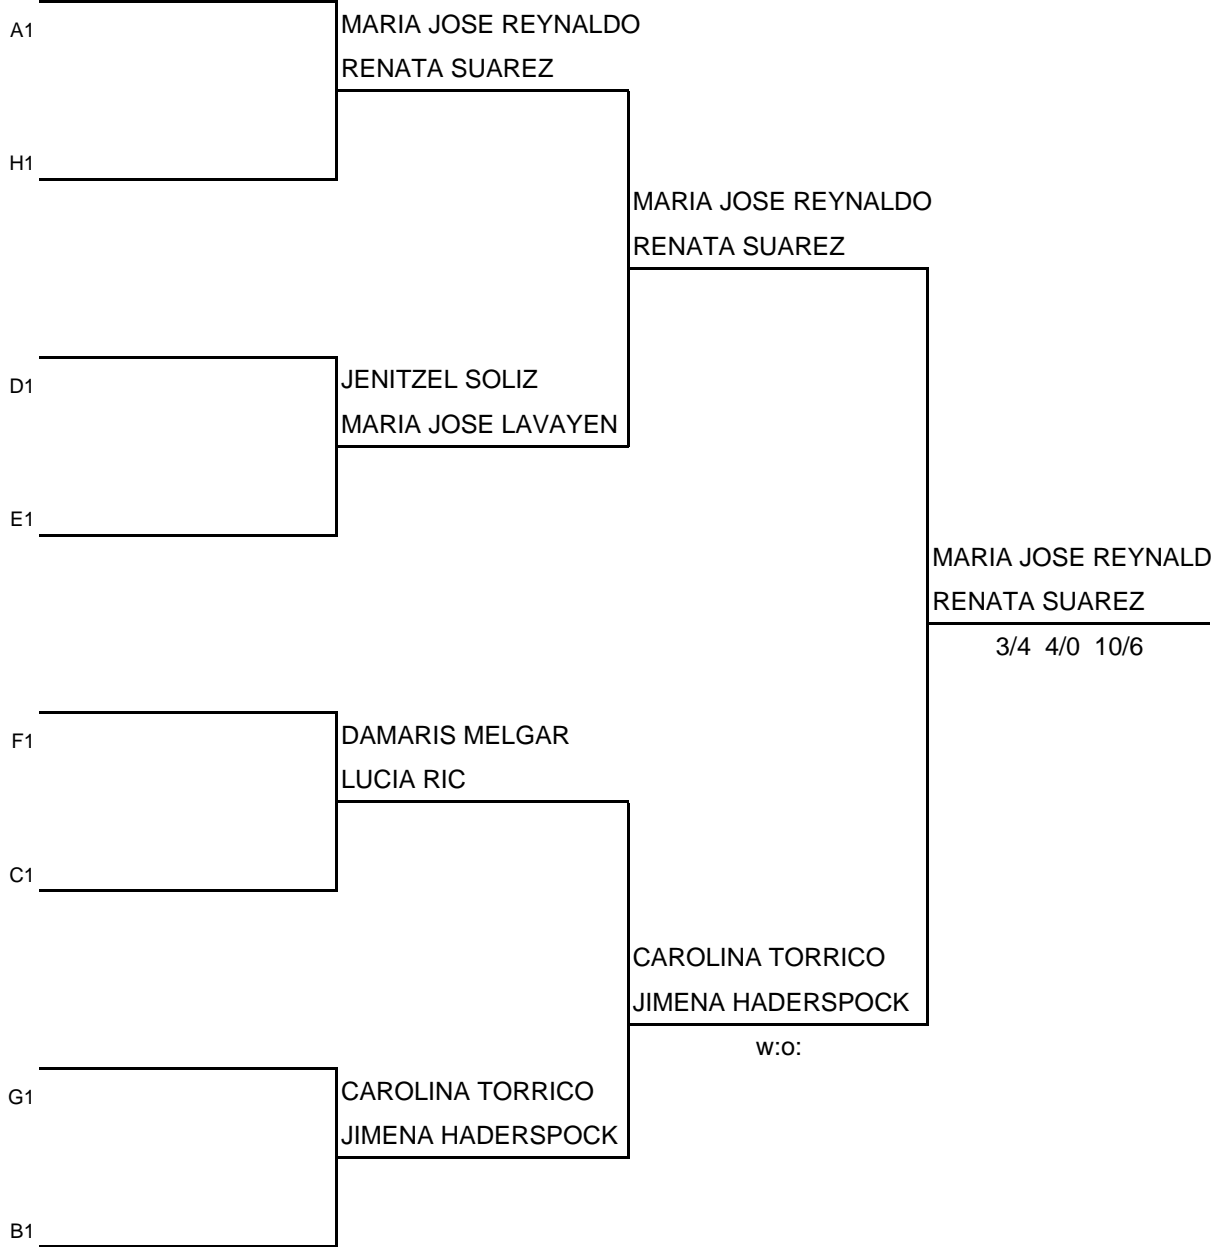 A1
MARIA JOSE REYNALDO
RENATA SUAREZ
H1
MARIA JOSE REYNALDO
RENATA SUAREZ
D1
JENITZEL SOLIZ
MARIA JOSE LAVAYEN
E1
MARIA JOSE REYNALD
RENATA SUAREZ
3/4 4/0 10/6
F1
DAMARIS MELGAR
LUCIA RIC
C1
CAROLINA TORRICO
JIMENA HADERSPOCK
w:o:
G1
CAROLINA TORRICO
JIMENA HADERSPOCK
B1